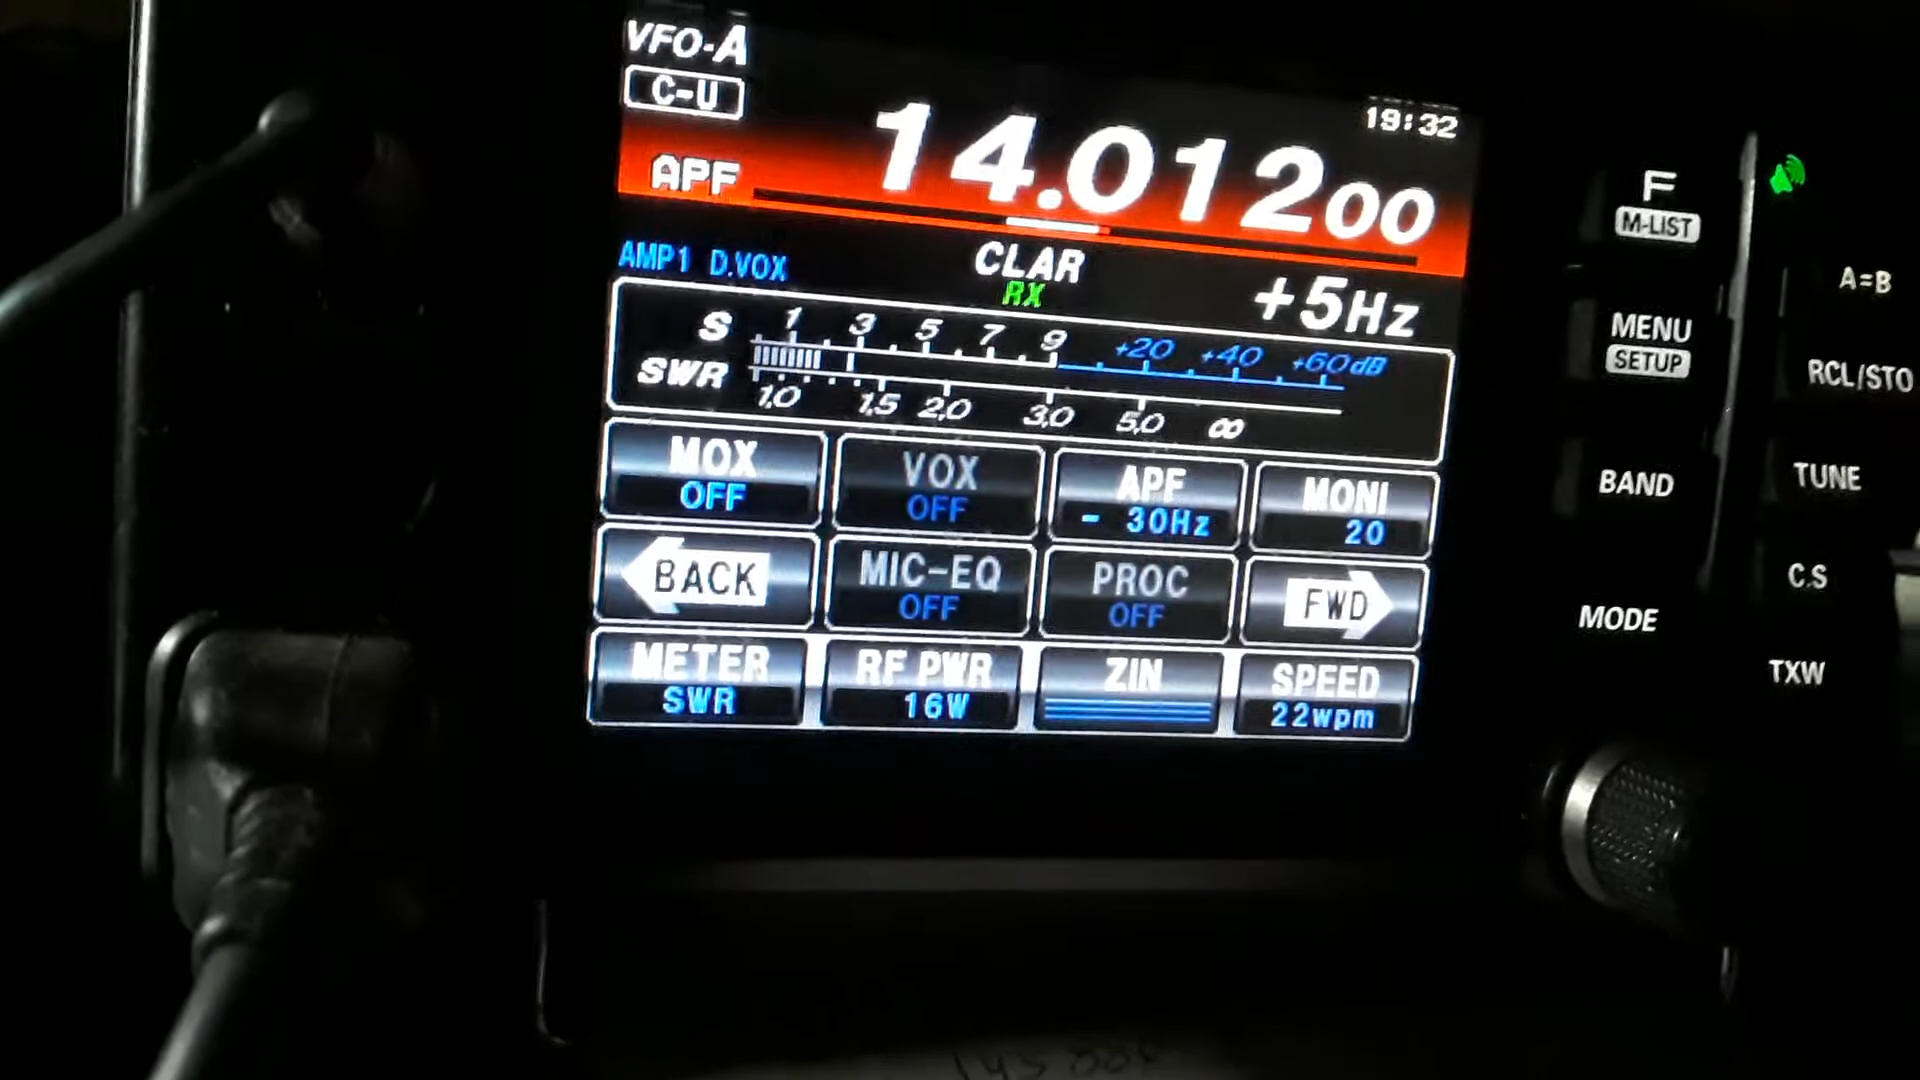 VFO-A
C-U
19:32
14.01200
APF
AMP1 D.VOX
CLAR
RX
+5Hz
S 1 3 5 7 9 +20 +40 +60dB
SWR 1.0 1.5 2.0 3.0 5.0 ∞
MOX VOX APF MONI
OFF OFF - 30Hz 20
BACK MIC-EQ PROC FWD
OFF OFF
METER RF PWR ZIN SPEED
SWR 16W 22wpm
F
M-LIST
A=B
MENU
SETUP
RCL/STO
BAND
TUNE
C.S
MODE
TXW